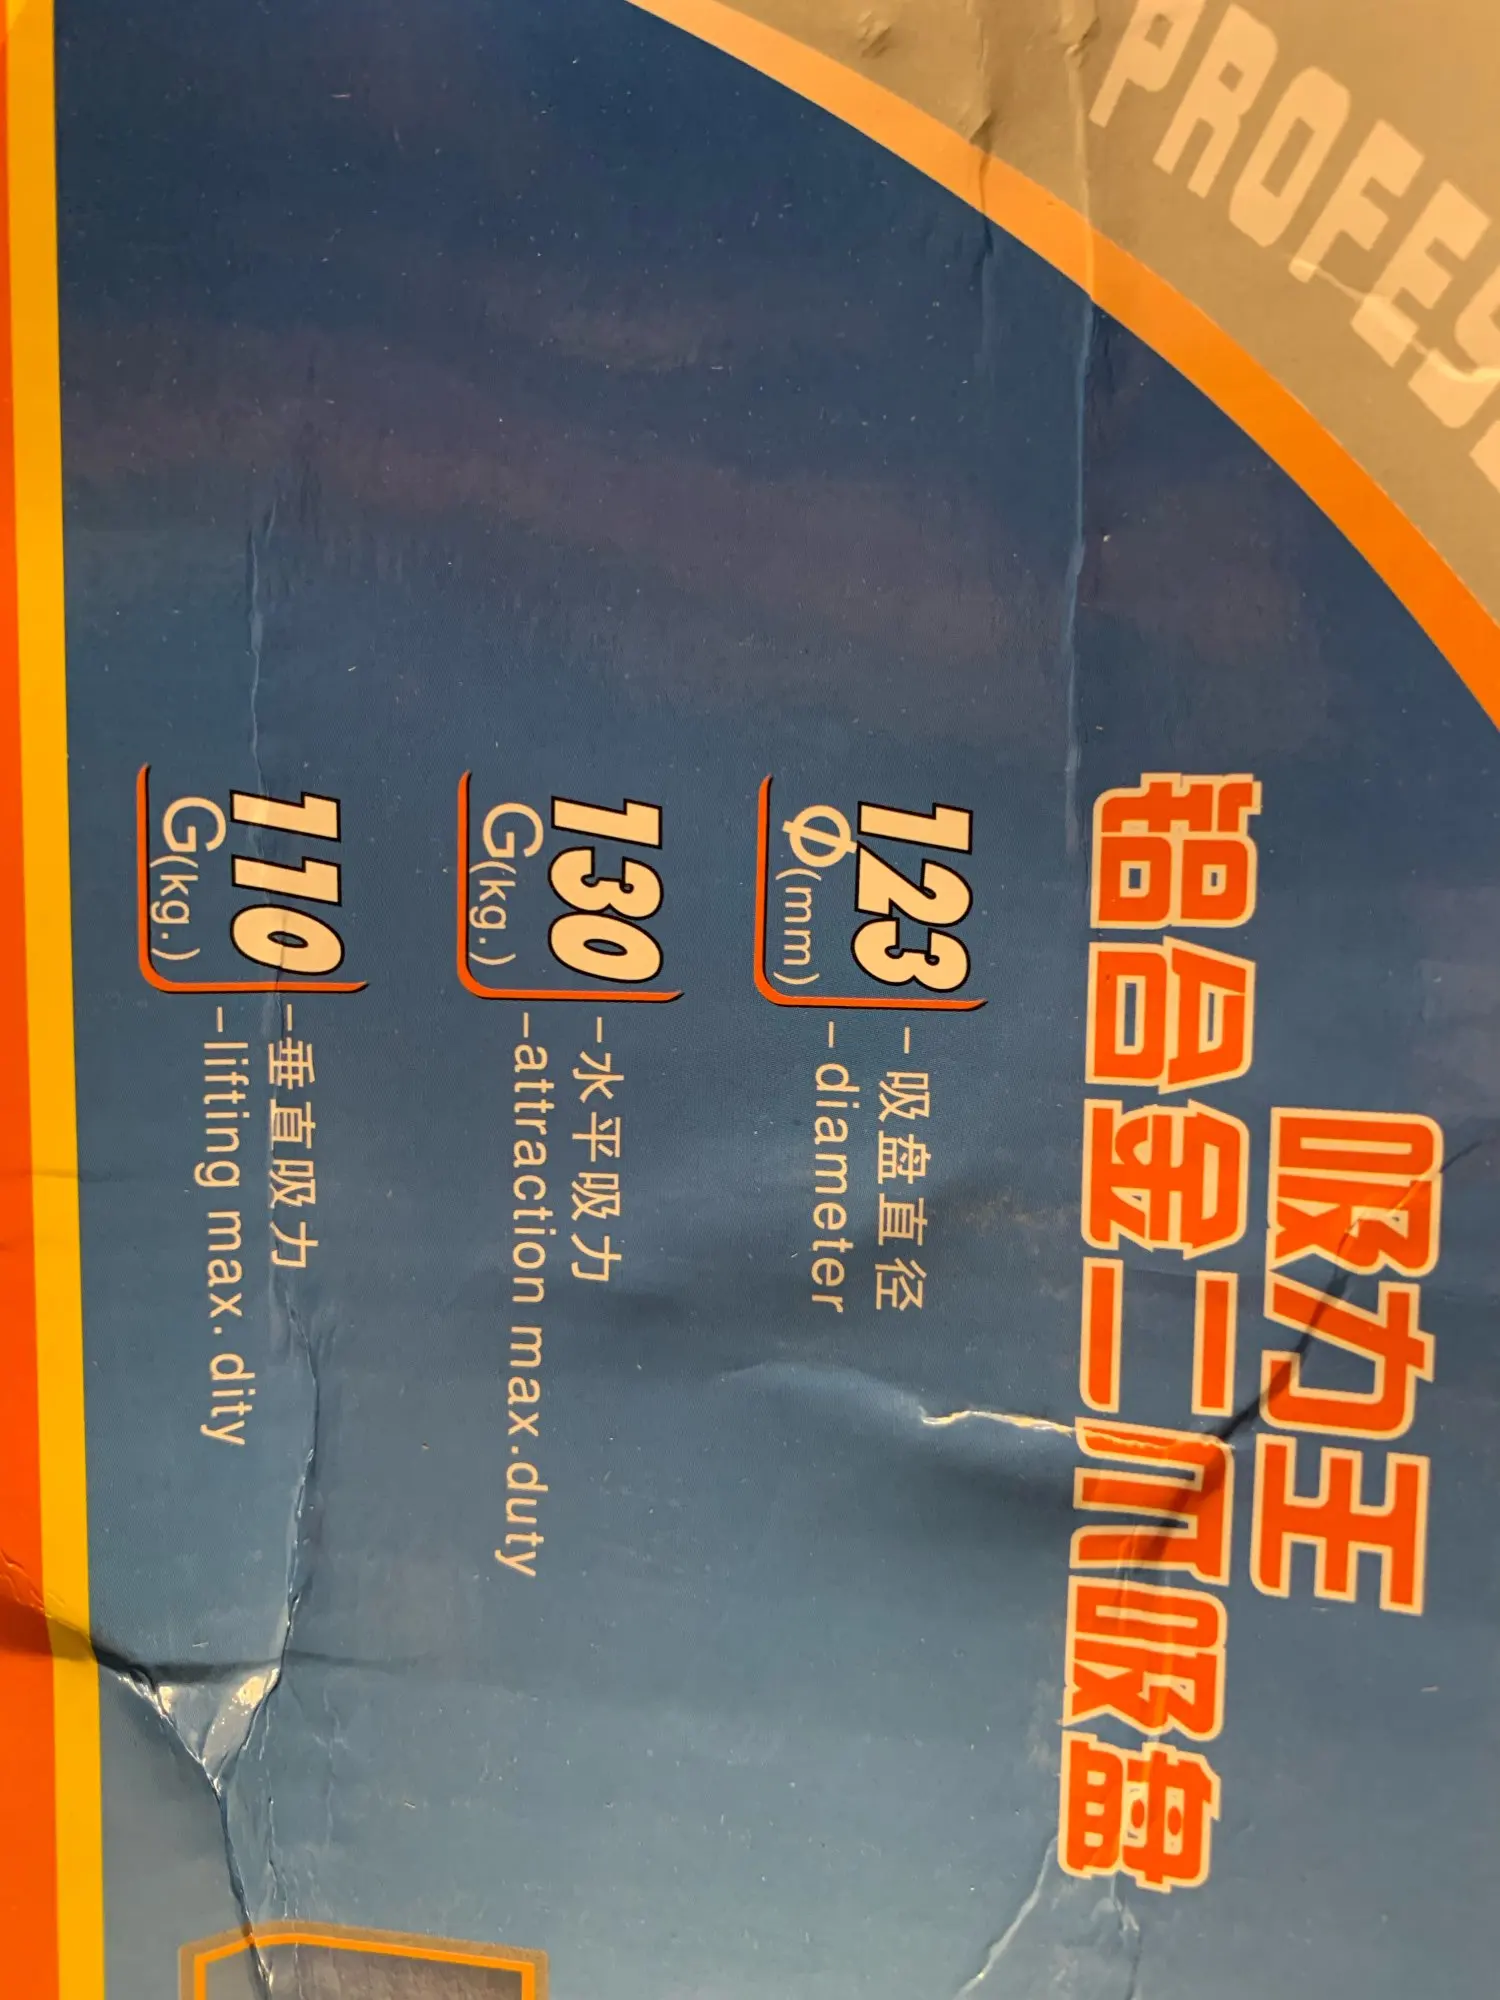 PROFES
吸力王
铝合金二爪吸盘
123
Φ(mm)
-吸盘直径
-diameter
130
G(kg.)
-水平吸力
-attraction max.duty
110
G(kg.)
-垂直吸力
-lifting max.dity